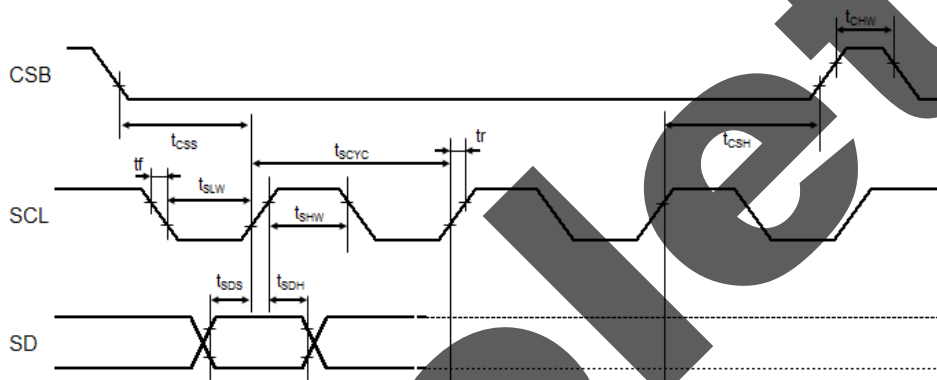 tCHW
CSB
tCSS
tCSH
tSCYC
tr
tf
tSLW
SCL
tSHW
tSDS
tSDH
SD